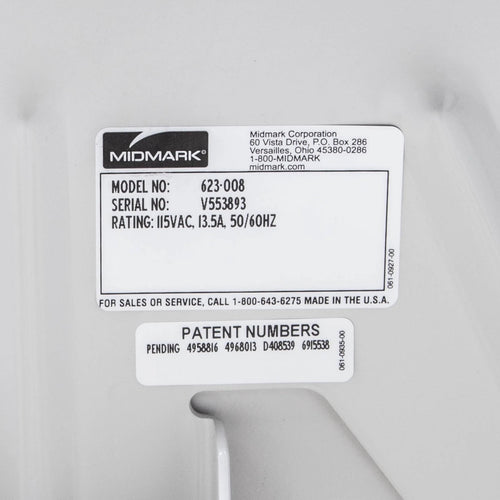 MIDMARK®
Midmark Corporation
60 Vista Drive, P.O. Box 286
Versailles, Ohio 45380-0286
1-800-MIDMARK
midmark.com
MODEL NO: 623-008
SERIAL NO: V553893
RATING: 115VAC, 13.5A, 50/60HZ
061-0927-00
FOR SALES OR SERVICE, CALL 1-800-643-6275 MADE IN THE U.S.A.
PATENT NUMBERS
PENDING 4958816 4968013 D408539 6915538
061-0935-00